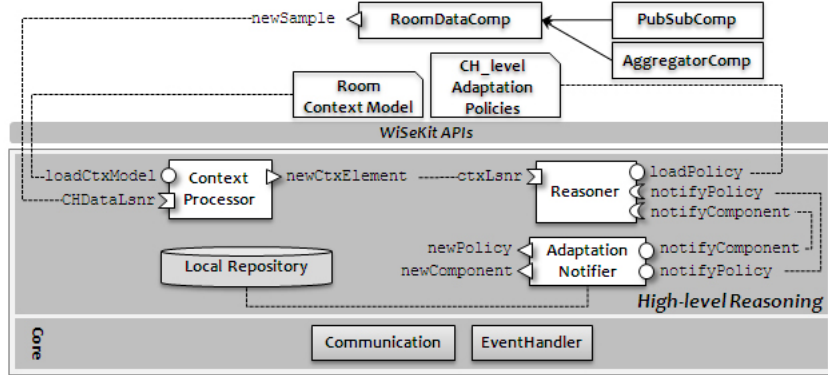 newSample
RoomDataComp
PubSubComp
AggregatorComp
Room
Context Model
CH_level
Adaptation
Policies
WiSeKit APIs
loadCtxModel
CHDataLsnr
Context
Processor
newCtxElement
ctxLsnr
Reasoner
loadPolicy
notifyPolicy
notifyComponent
Local Repository
newPolicy
newComponent
Adaptation
Notifier
notifyComponent
notifyPolicy
High-level Reasoning
Core
Communication
EventHandler